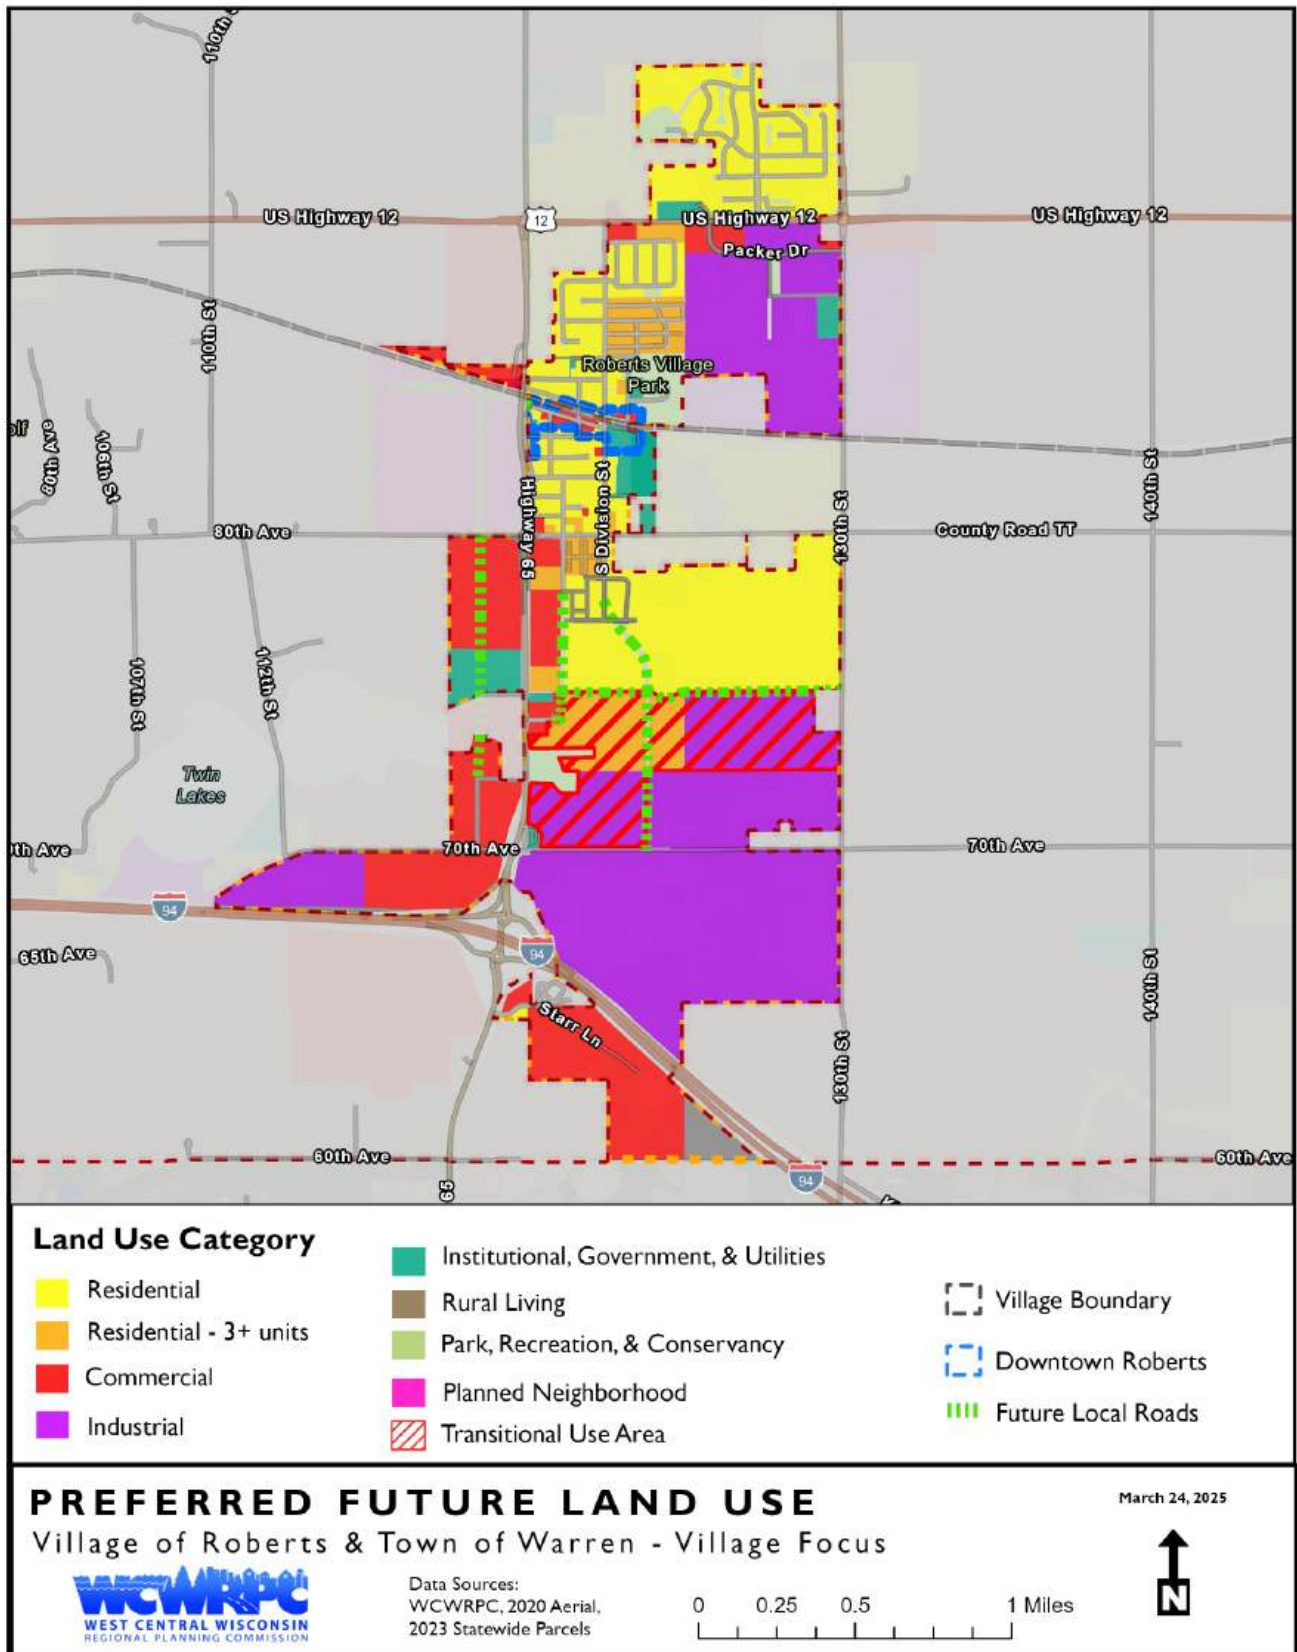 110th S
US Highway 12
12
US Highway 12
US Highway 12
Packer Dr
110th St
Roberts Village
Park
olf
80th Ave
106th St
Highway 65
S Division St
130th St
140th St
80th Ave
County Road TT
107th St
112th St
Twin
Lakes
th Ave
70th Ave
70th Ave
94
65th Ave
94
Starr Ln
140th St
130th St
60th Ave
60th Ave
65
94
Land Use Category
Residential
Residential - 3+ units
Commercial
Industrial
Institutional, Government, & Utilities
Rural Living
Park, Recreation, & Conservancy
Planned Neighborhood
Transitional Use Area
Village Boundary
Downtown Roberts
Future Local Roads
PREFERRED FUTURE LAND USE
Village of Roberts & Town of Warren - Village Focus
March 24, 2025
WCWRPC
WEST CENTRAL WISCONSIN
REGIONAL PLANNING COMMISSION
Data Sources:
WCWRPC, 2020 Aerial,
2023 Statewide Parcels
0 0.25 0.5 1 Miles
N